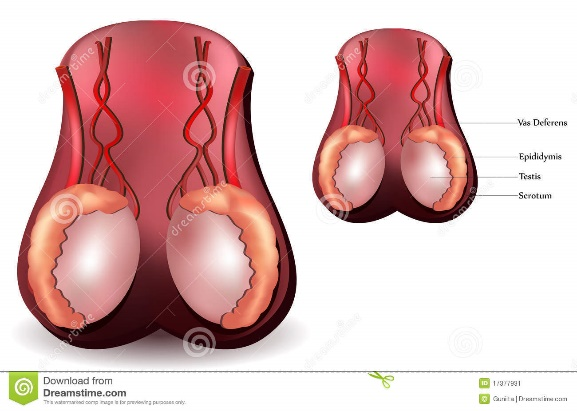 Vas Deferens
Epididymis
Testis
Scrotum
Download from
Dreamstime.com
This watermarked comp image is for previewing purposes only.
17377931
Gunilla | Dreamstime.com